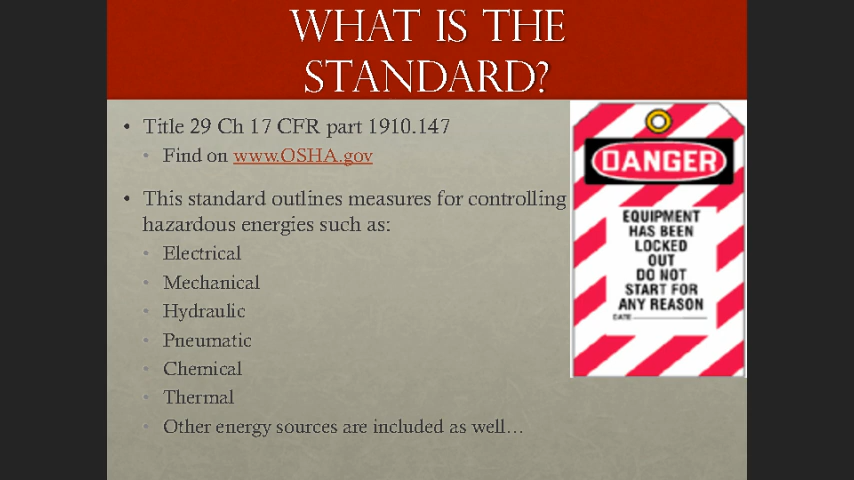 WHAT IS THE
STANDARD?
• Title 29 Ch 17 CFR part 1910.147
• Find on www.OSHA.gov
• This standard outlines measures for controlling
hazardous energies such as:
• Electrical
• Mechanical
• Hydraulic
• Pneumatic
• Chemical
• Thermal
• Other energy sources are included as well…
DANGER
EQUIPMENT
HAS BEEN
LOCKED
OUT
DO NOT
START FOR
ANY REASON
DATE